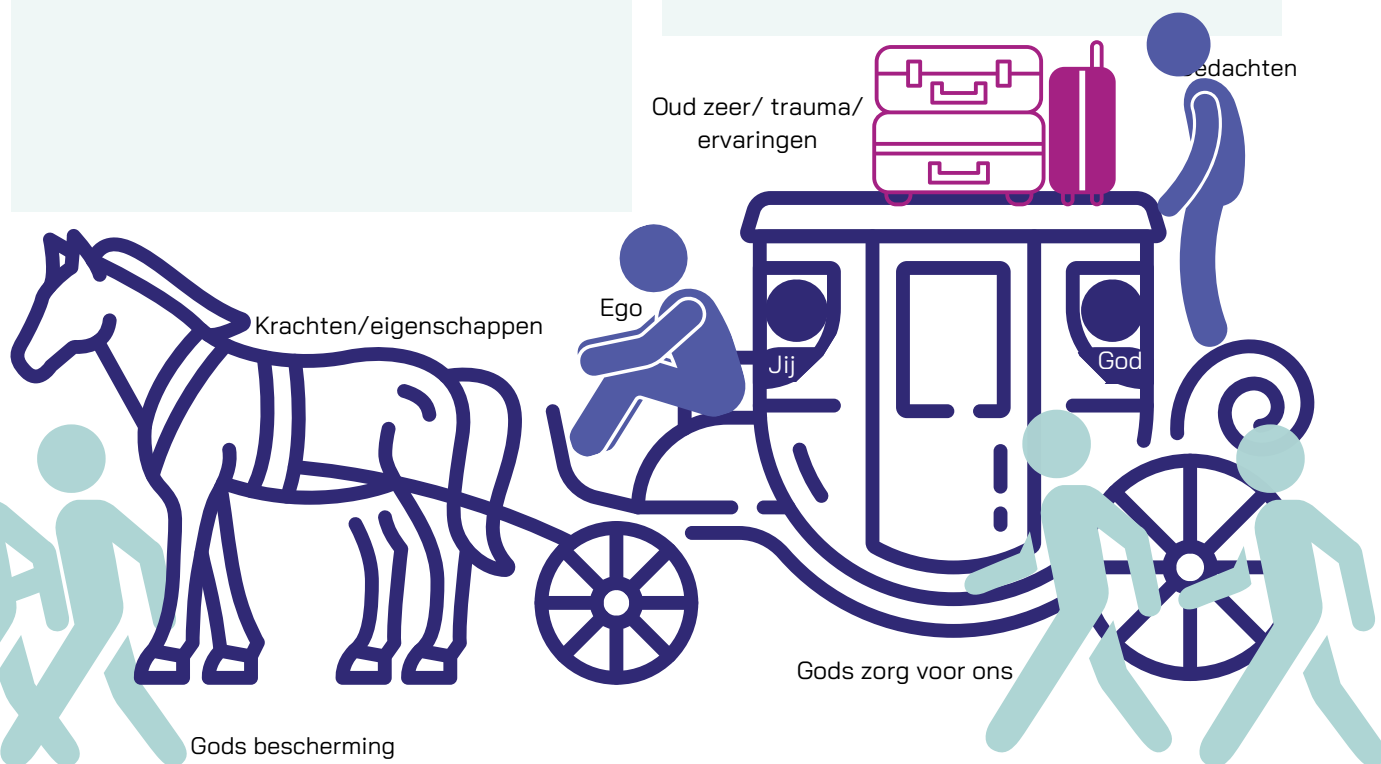 edachten
Oud zeer/ trauma/
ervaringen
Ego
Krachten/eigenschappen
Jij
God
Gods zorg voor ons
Gods bescherming